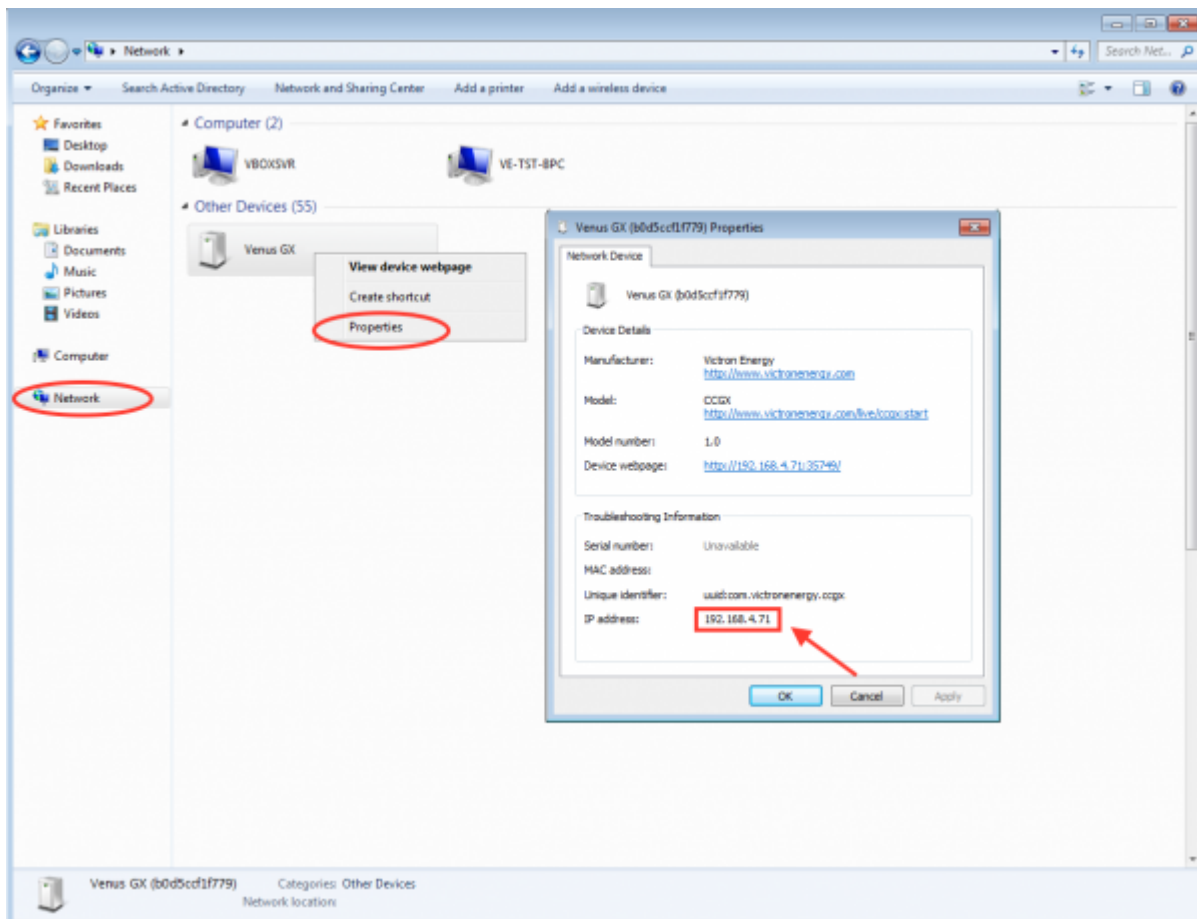 Network
Search Net...
Organize
Search Active Directory
Network and Sharing Center
Add a printer
Add a wireless device
Favorites
Desktop
Downloads
Recent Places
Libraries
Documents
Music
Pictures
Videos
Computer
Network
Computer (2)
VBOXSVR
VE-TST-8PC
Other Devices (55)
Venus GX
View device webpage
Create shortcut
Properties
Venus GX (b0d5ccf1f779) Properties
Network Device
Venus GX (b0d5ccf1f779)
Device Details
Manufacturer: Victron Energy
http://www.victronenergy.com
Model: CCGX
http://www.victronenergy.com/live/ccgx:start
Model number: 1.0
Device webpage: http://192.168.4.71:35749/
Troubleshooting Information
Serial number: Unavailable
MAC address:
Unique identifier: uuid:com.victronenergy.ccgx
IP address: 192.168.4.71
OK
Cancel
Apply
Venus GX (b0d5ccf1f779)
Categories: Other Devices
Network location: